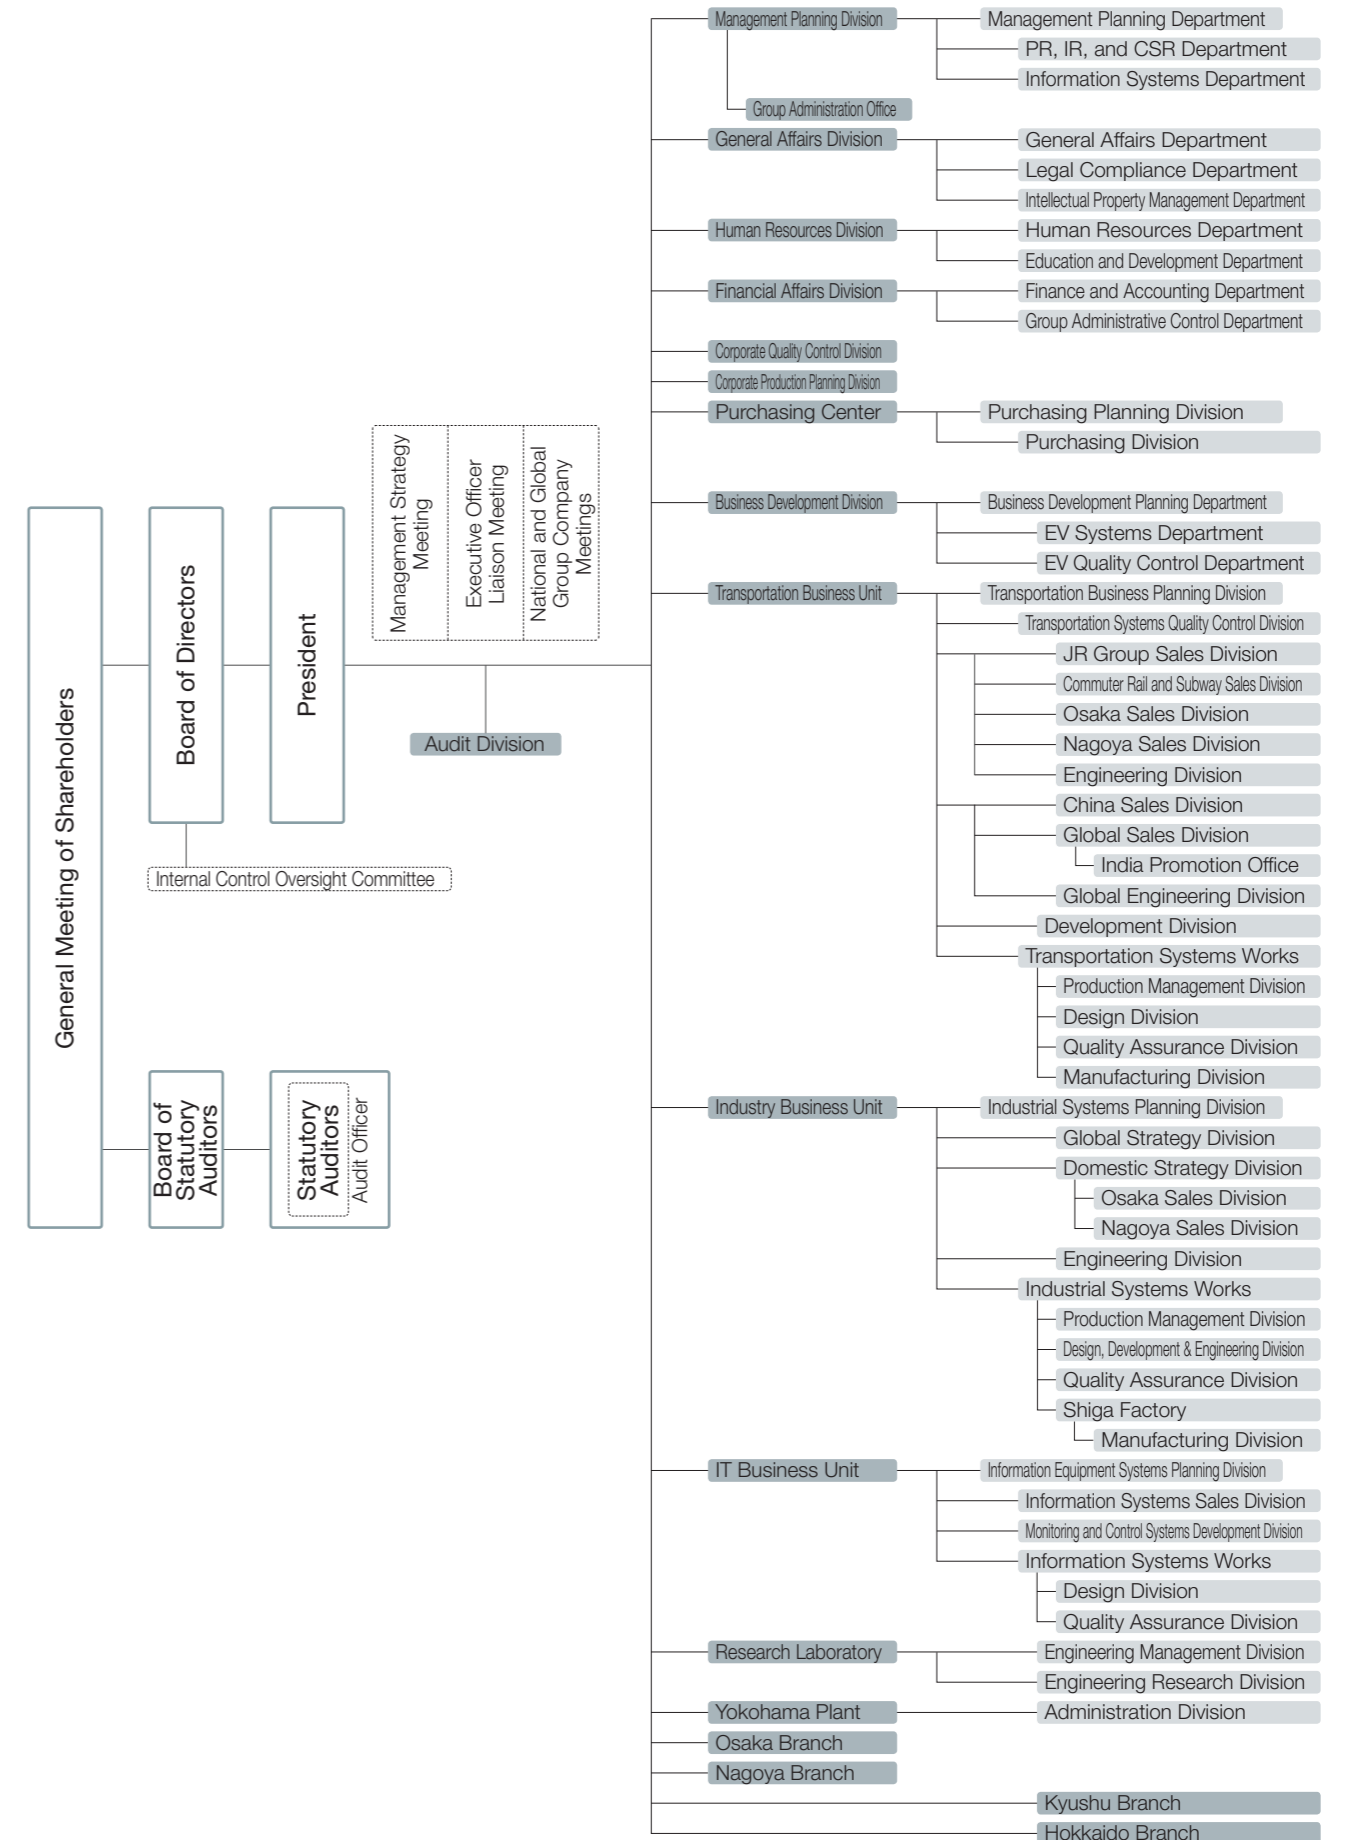 General Meeting of Shareholders
Board of Directors
President
Management Strategy
Meeting
Executive Officer
Liaison Meeting
National and Global
Group Company
Meetings
Audit Division
Internal Control Oversight Committee
Board of
Statutory
Auditors
Statutory
Auditors
Audit Officer
Management Planning Division
Management Planning Department
PR, IR, and CSR Department
Information Systems Department
Group Administration Office
General Affairs Division
General Affairs Department
Legal Compliance Department
Intellectual Property Management Department
Human Resources Division
Human Resources Department
Education and Development Department
Financial Affairs Division
Finance and Accounting Department
Group Administrative Control Department
Corporate Quality Control Division
Corporate Production Planning Division
Purchasing Center
Purchasing Planning Division
Purchasing Division
Business Development Division
Business Development Planning Department
EV Systems Department
EV Quality Control Department
Transportation Business Unit
Transportation Business Planning Division
Transportation Systems Quality Control Division
JR Group Sales Division
Commuter Rail and Subway Sales Division
Osaka Sales Division
Nagoya Sales Division
Engineering Division
China Sales Division
Global Sales Division
India Promotion Office
Global Engineering Division
Development Division
Transportation Systems Works
Production Management Division
Design Division
Quality Assurance Division
Manufacturing Division
Industry Business Unit
Industrial Systems Planning Division
Global Strategy Division
Domestic Strategy Division
Osaka Sales Division
Nagoya Sales Division
Engineering Division
Industrial Systems Works
Production Management Division
Design, Development & Engineering Division
Quality Assurance Division
Shiga Factory
Manufacturing Division
IT Business Unit
Information Equipment Systems Planning Division
Information Systems Sales Division
Monitoring and Control Systems Development Division
Information Systems Works
Design Division
Quality Assurance Division
Research Laboratory
Engineering Management Division
Engineering Research Division
Yokohama Plant
Administration Division
Osaka Branch
Nagoya Branch
Kyushu Branch
Hokkaido Branch